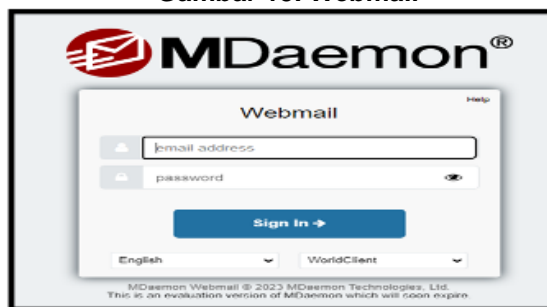 MDaemon®
Help
Webmail
email address
password
Sign In →
English WorldClient
MDaemon Webmail © 2023 MDaemon Technologies, Ltd.
This is an evaluation version of MDaemon which will soon expire.